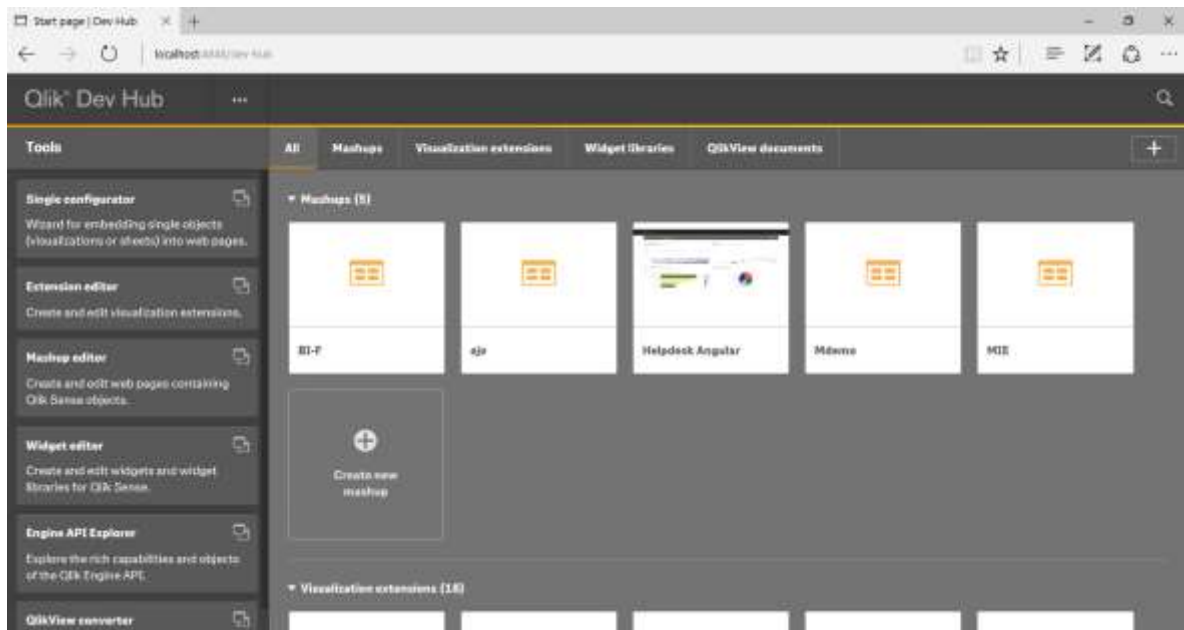 Start page | Dev Hub
localhost:4848/dev-hub
Qlik Dev Hub
Tools
All
Mashups
Visualization extensions
Widget libraries
QlikView documents
Single configurator
Wizard for embedding single objects
(visualizations or sheets) into web pages.
Extension editor
Create and edit visualization extensions.
Mashup editor
Create and edit web pages containing
Qlik Sense objects.
Widget editor
Create and edit widgets and widget
libraries for Qlik Sense.
Engine API Explorer
Explore the rich capabilities and objects
of the Qlik Engine API.
QlikView converter
Mashups (5)
BI-F
Helpdesk Angular
Mdemo
Create new
mashup
Visualization extensions (18)